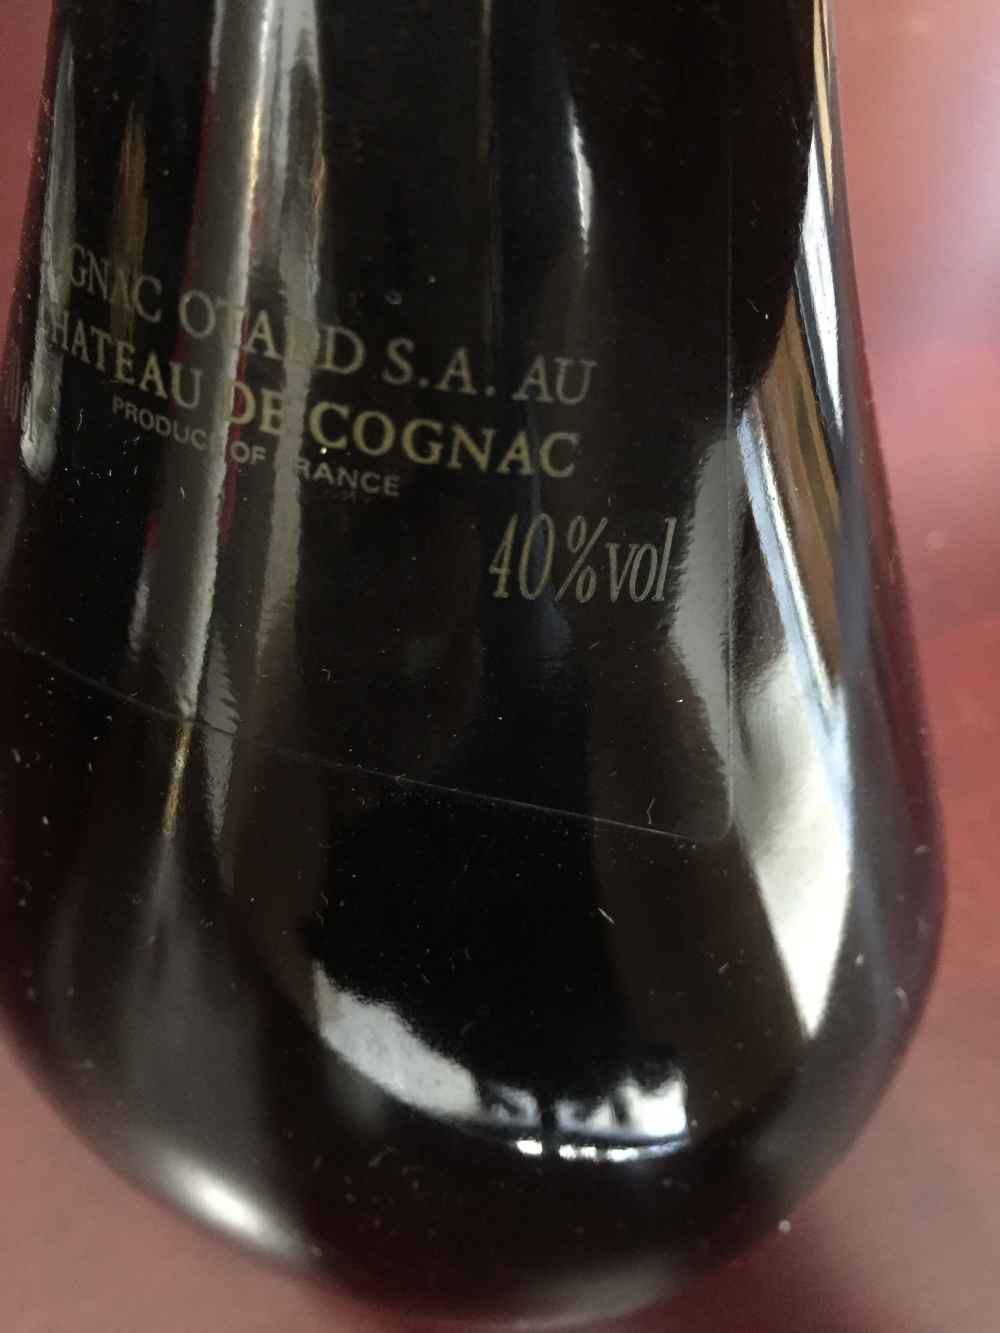 COGNAC OTARD S.A. AU
CHATEAU DE COGNAC
PRODUCT OF FRANCE
40%vol